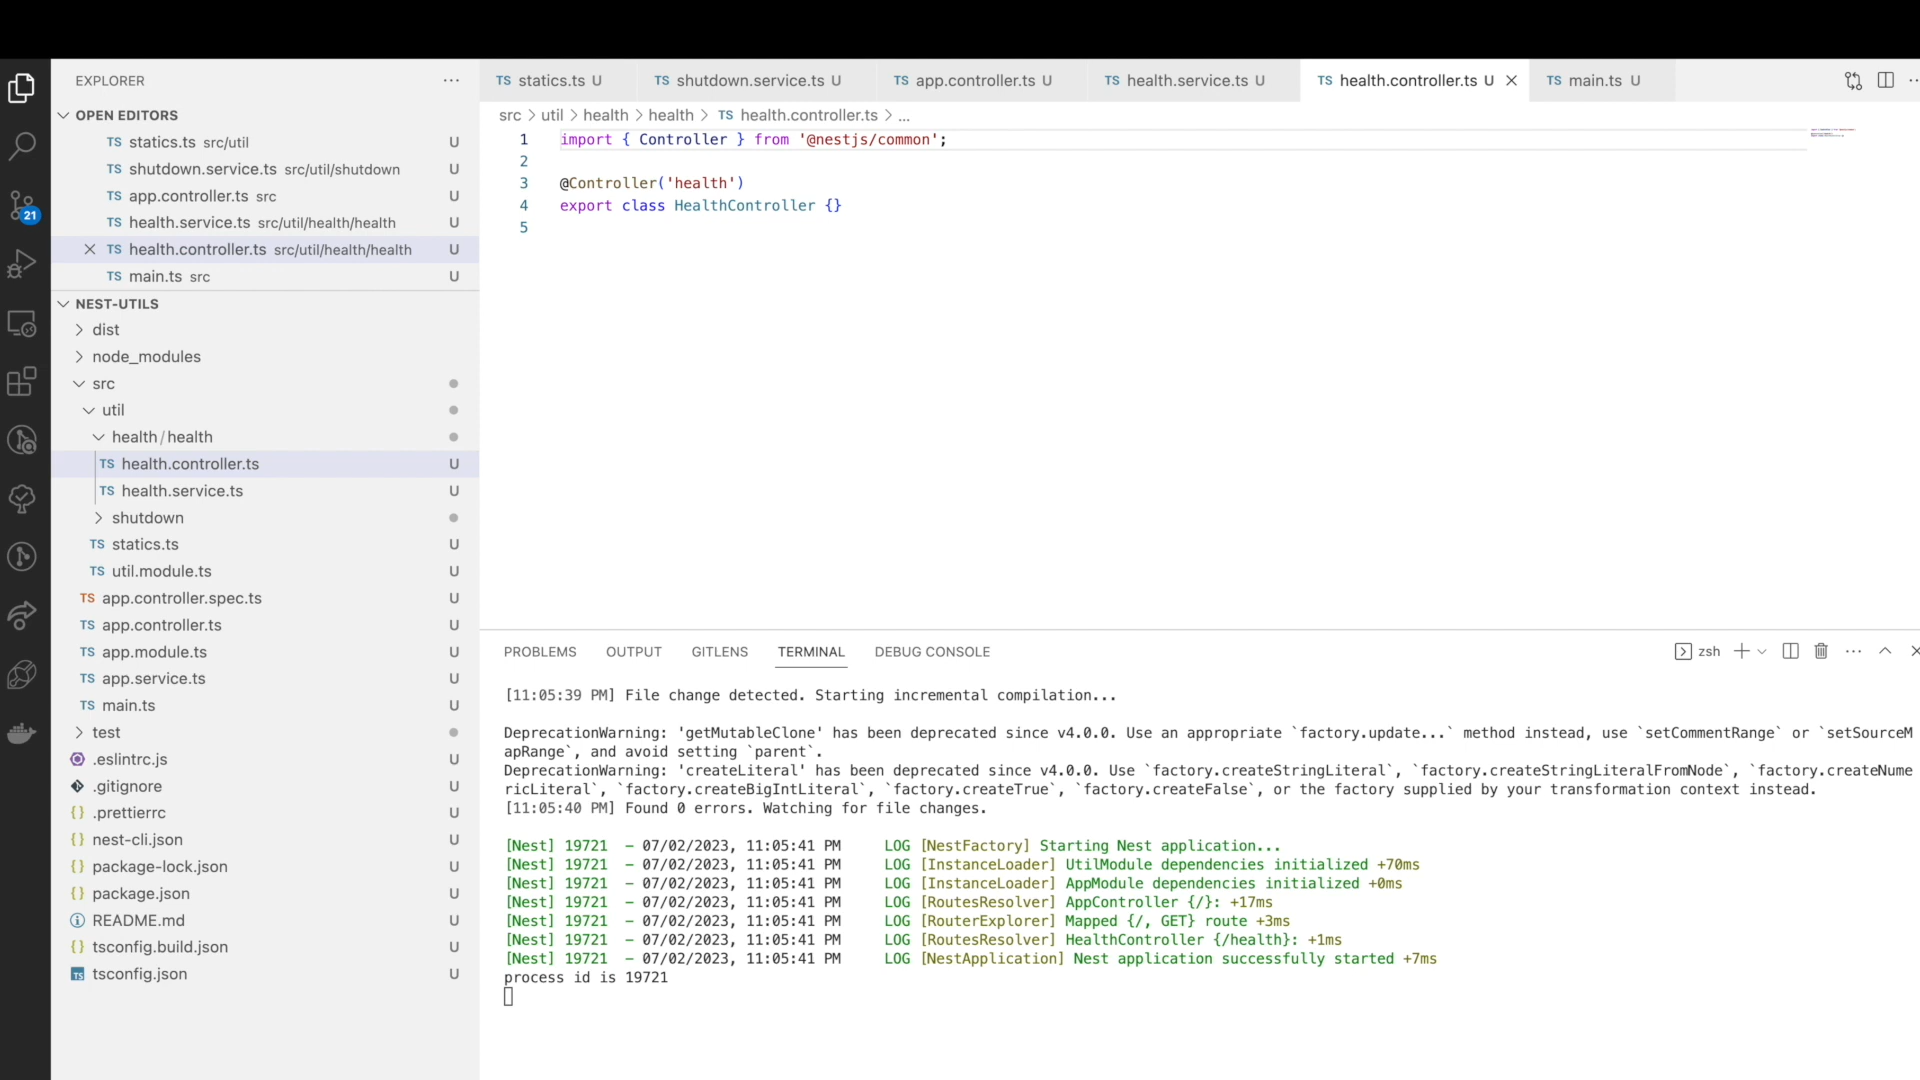 EXPLORER
OPEN EDITORS
TS statics.ts src/util U
TS shutdown.service.ts src/util/shutdown U
TS app.controller.ts src U
TS health.service.ts src/util/health/health U
TS health.controller.ts src/util/health/health U
TS main.ts src U
NEST-UTILS
dist
node_modules
src
util
health/health
TS health.controller.ts U
TS health.service.ts U
shutdown
TS statics.ts U
TS util.module.ts U
TS app.controller.spec.ts U
TS app.controller.ts U
TS app.module.ts U
TS app.service.ts U
TS main.ts U
test
.eslintrc.js U
.gitignore U
.prettierrc U
nest-cli.json U
package-lock.json U
package.json U
README.md U
tsconfig.build.json U
TS tsconfig.json U
21
TS statics.ts U TS shutdown.service.ts U TS app.controller.ts U TS health.service.ts U TS health.controller.ts U TS main.ts U
src > util > health > health > TS health.controller.ts > ...
1 import { Controller } from '@nestjs/common';
2
3 @Controller('health')
4 export class HealthController {}
5
PROBLEMS OUTPUT GITLENS TERMINAL DEBUG CONSOLE zsh
[11:05:39 PM] File change detected. Starting incremental compilation...
DeprecationWarning: 'getMutableClone' has been deprecated since v4.0.0. Use an appropriate `factory.update...` method instead, use `setCommentRange` or `setSourceM
apRange`, and avoid setting `parent`.
DeprecationWarning: 'createLiteral' has been deprecated since v4.0.0. Use `factory.createStringLiteral`, `factory.createStringLiteralFromNode`, `factory.createNume
ricLiteral`, `factory.createBigIntLiteral`, `factory.createTrue`, `factory.createFalse`, or the factory supplied by your transformation context instead.
[11:05:40 PM] Found 0 errors. Watching for file changes.
[Nest] 19721 - 07/02/2023, 11:05:41 PM LOG [NestFactory] Starting Nest application...
[Nest] 19721 - 07/02/2023, 11:05:41 PM LOG [InstanceLoader] UtilModule dependencies initialized +70ms
[Nest] 19721 - 07/02/2023, 11:05:41 PM LOG [InstanceLoader] AppModule dependencies initialized +0ms
[Nest] 19721 - 07/02/2023, 11:05:41 PM LOG [RoutesResolver] AppController {/}: +17ms
[Nest] 19721 - 07/02/2023, 11:05:41 PM LOG [RouterExplorer] Mapped {/, GET} route +3ms
[Nest] 19721 - 07/02/2023, 11:05:41 PM LOG [RoutesResolver] HealthController {/health}: +1ms
[Nest] 19721 - 07/02/2023, 11:05:41 PM LOG [NestApplication] Nest application successfully started +7ms
process id is 19721